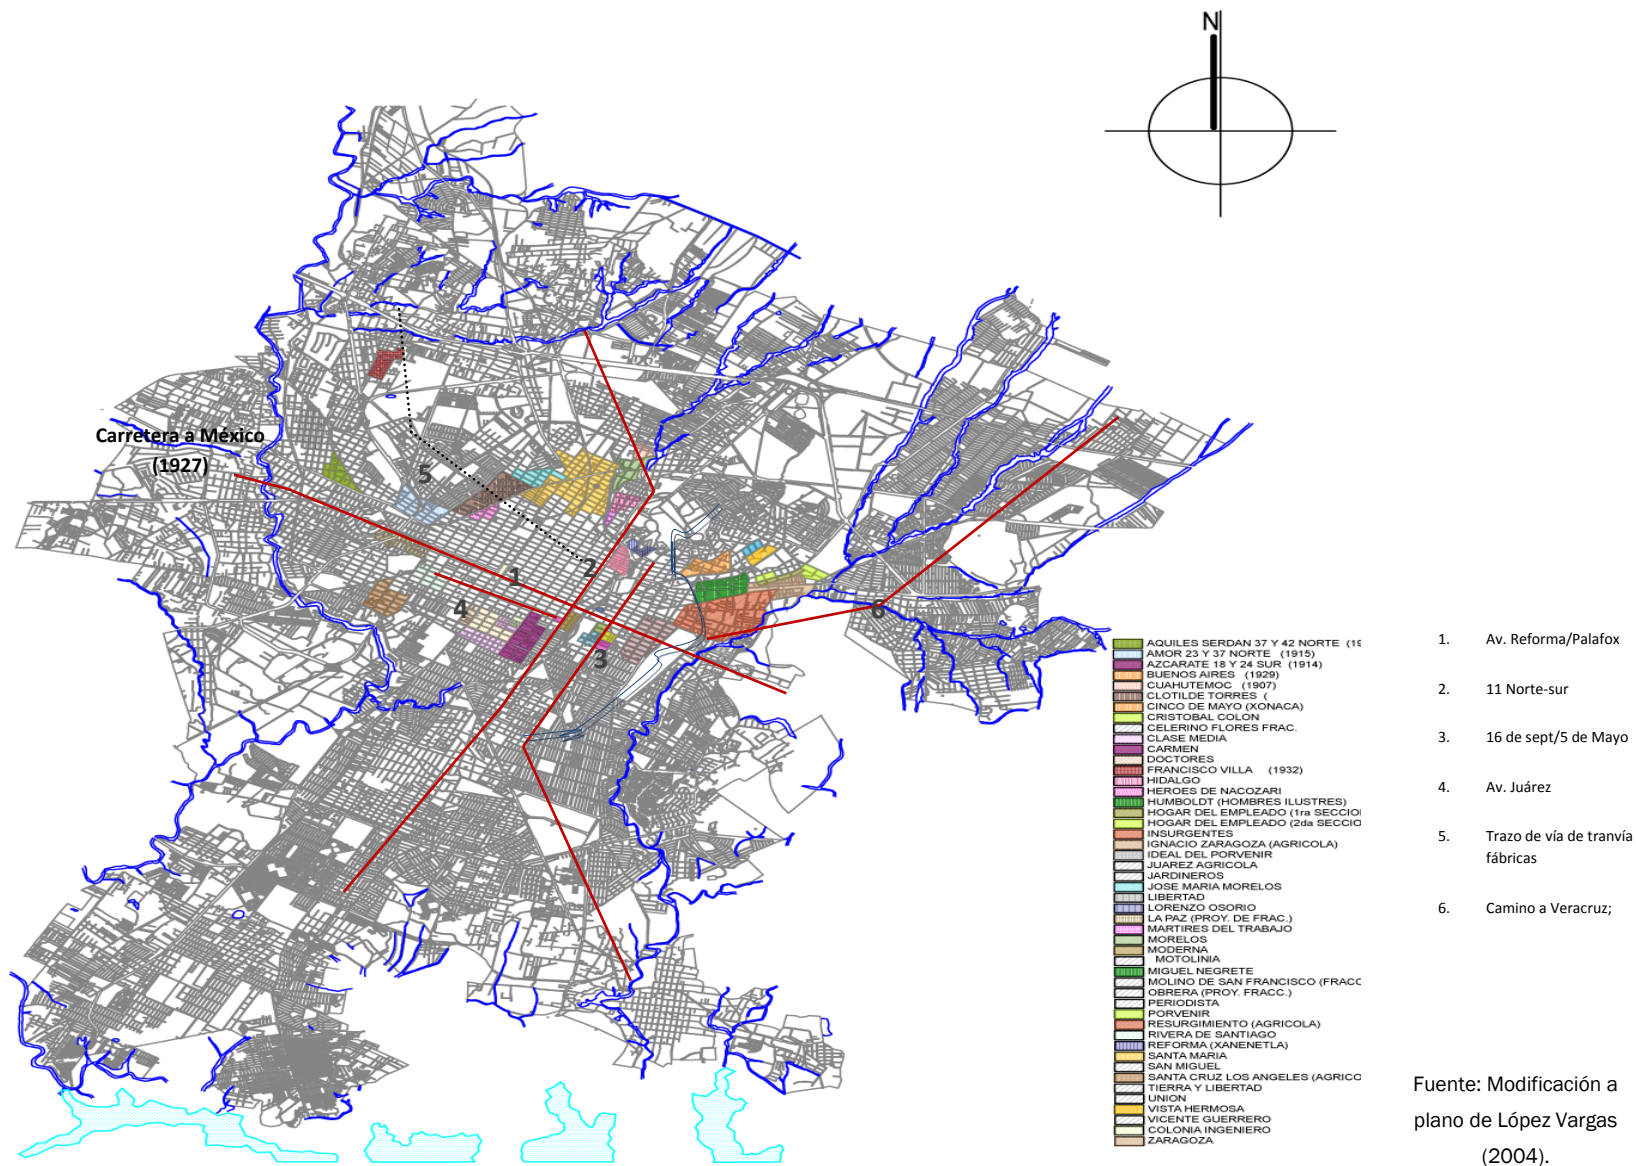 N
Carretera a México
(1927)
5
2
1
4
6
3
AQUILES SERDAN 37 Y 42 NORTE (19
AMOR 23 Y 37 NORTE (1915)
AZCARATE 18 Y 24 SUR (1914)
BUENOS AIRES (1929)
CUAHUTEMOC (1907)
CLOTILDE TORRES (
CINCO DE MAYO (XONACA)
CRISTOBAL COLON
CELERINO FLORES FRAC.
CLASE MEDIA
CARMEN
DOCTORES
FRANCISCO VILLA (1932)
HIDALGO
HEROES DE NACOZARI
HUMBOLDT (HOMBRES ILUSTRES)
HOGAR DEL EMPLEADO (1ra SECCIO
HOGAR DEL EMPLEADO (2da SECCIO
INSURGENTES
IGNACIO ZARAGOZA (AGRICOLA)
IDEAL DEL PORVENIR
JUAREZ AGRICOLA
JARDINEROS
JOSE MARIA MORELOS
LIBERTAD
LORENZO OSORIO
LA PAZ (PROY. DE FRAC.)
MARTIRES DEL TRABAJO
MORELOS
MODERNA
MOTOLINIA
MIGUEL NEGRETE
MOLINO DE SAN FRANCISCO (FRACC
OBRERA (PROY. FRACC.)
PERIODISTA
PORVENIR
RESURGIMIENTO (AGRICOLA)
RIVERA DE SANTIAGO
REFORMA (XANENETLA)
SANTA MARIA
SAN MIGUEL
SANTA CRUZ LOS ANGELES (AGRICO
TIERRA Y LIBERTAD
UNION
VISTA HERMOSA
VICENTE GUERRERO
COLONIA INGENIERO
ZARAGOZA
1. Av. Reforma/Palafox
2. 11 Norte-sur
3. 16 de sept/5 de Mayo
4. Av. Juárez
5. Trazo de vía de tranvía
fábricas
6. Camino a Veracruz;
Fuente: Modificación a
plano de López Vargas
(2004).